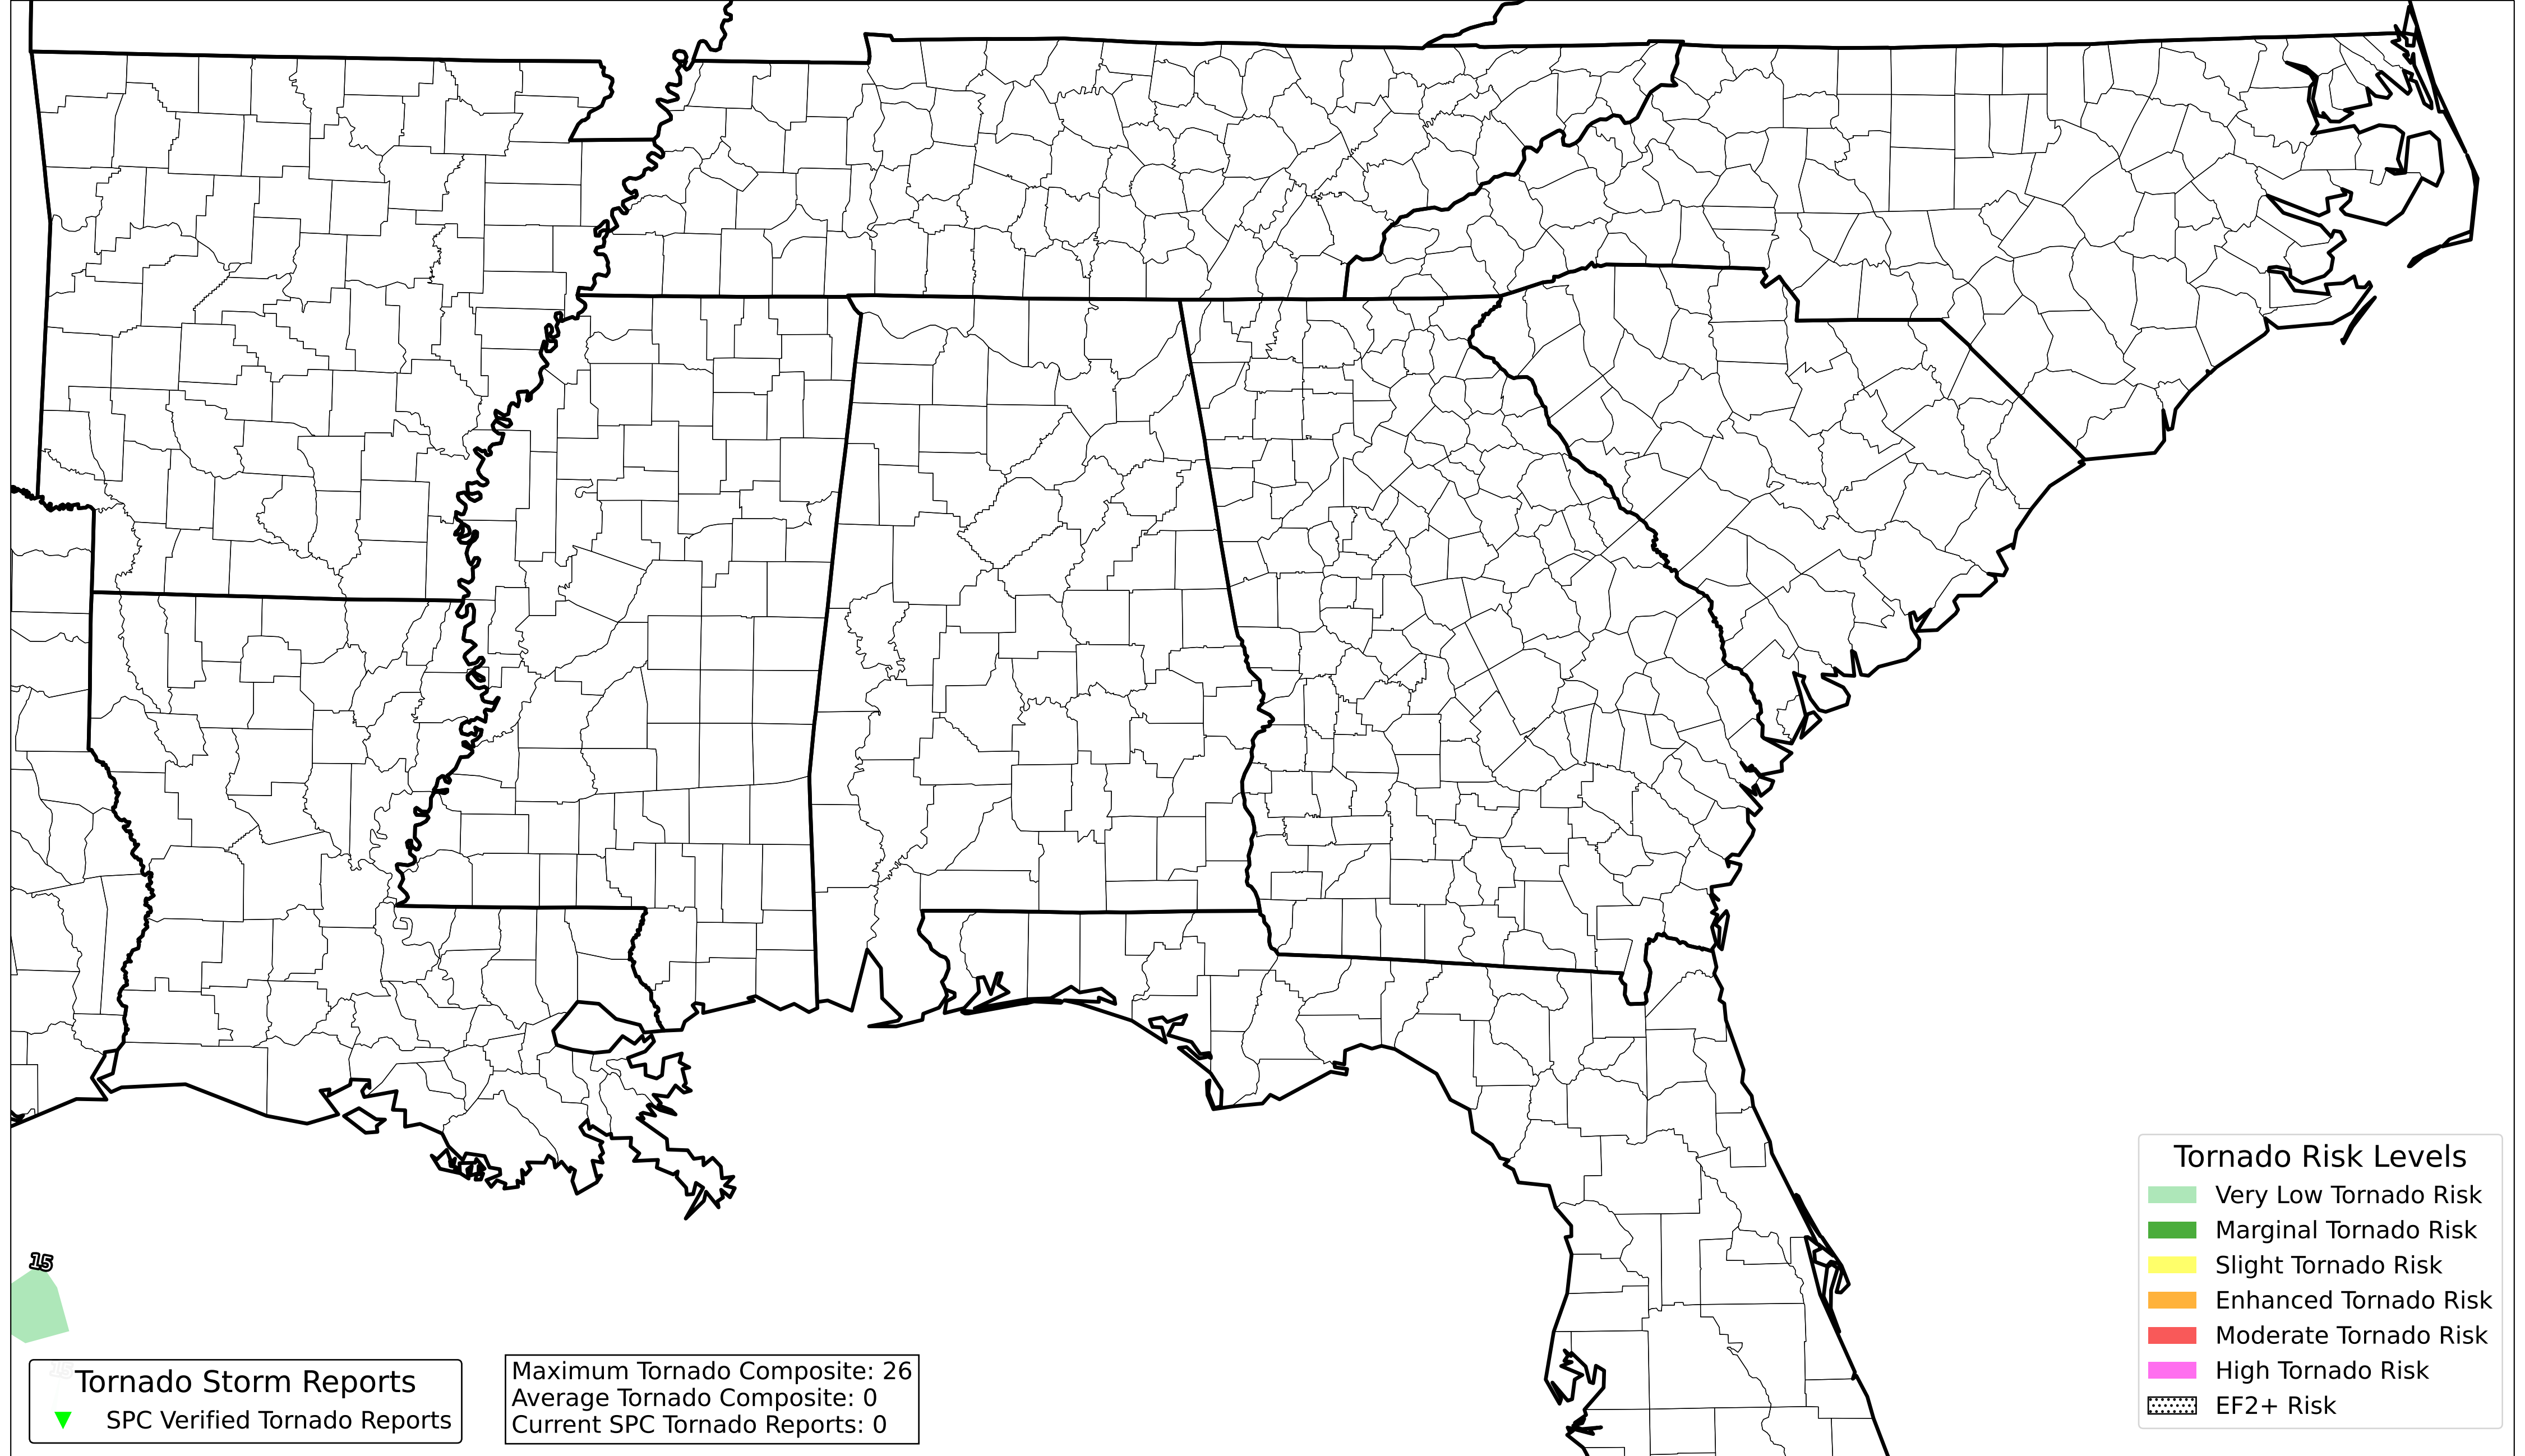 15
Tornado Storm Reports
SPC Verified Tornado Reports
Maximum Tornado Composite: 26
Average Tornado Composite: 0
Current SPC Tornado Reports: 0
Tornado Risk Levels
Very Low Tornado Risk
Marginal Tornado Risk
Slight Tornado Risk
Enhanced Tornado Risk
Moderate Tornado Risk
High Tornado Risk
EF2+ Risk